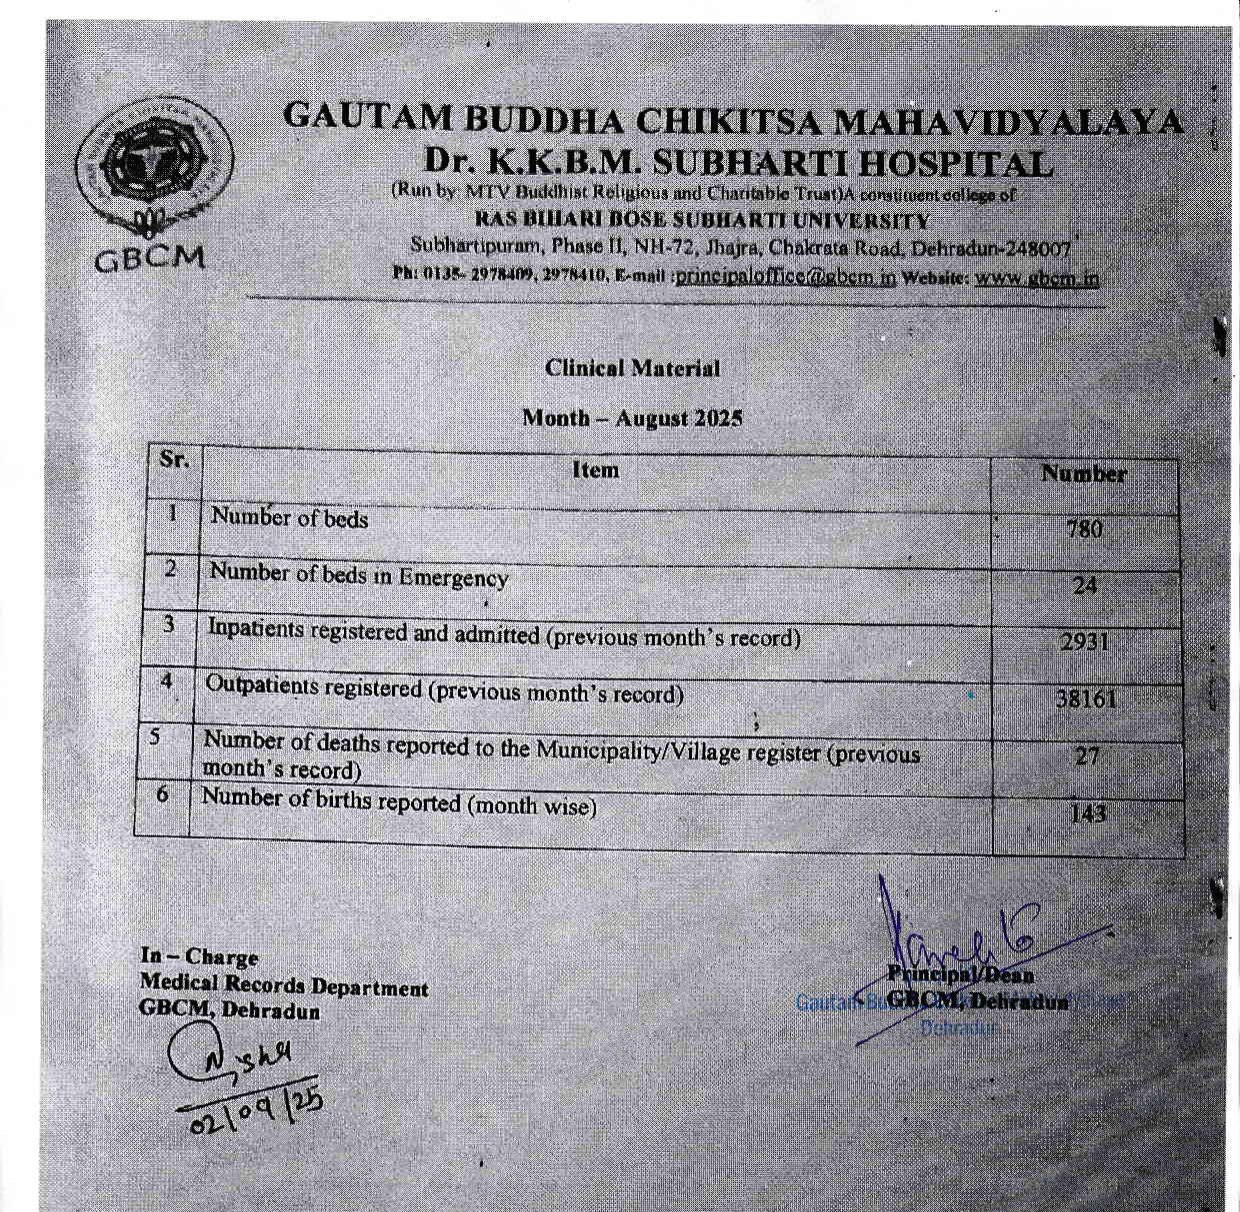 GAUTAM BUDDHA CHIKITSA MAHAVIDYALAYA
Dr. K.K.B.M. SUBHARTI HOSPITAL
(Run by MTV Buddhist Religious and Charitable Trust)A constituent college of
RAS BIHARI BOSE SUBHARTI UNIVERSITY
Subhartipuram, Phase II, NH-72, Jhajra, Chakrata Road, Dehradun-248007
Ph: 0135- 2978409, 2978410, E-mail :principaloffice@gbcm.in Website: www.gbcm.in
GBCM
Clinical Material
Month – August 2025
Sr. Item Number
1 Number of beds 780
2 Number of beds in Emergency 24
3 Inpatients registered and admitted (previous month's record) 2931
4 Outpatients registered (previous month's record) 38161
5 Number of deaths reported to the Municipality/Village register (previous month's record) 27
6 Number of births reported (month wise) 143
In – Charge
Medical Records Department
GBCM, Dehradun
Nisha
02/09/25
Principal/Dean
GBCM, Dehradun
Gautam
Dehradun